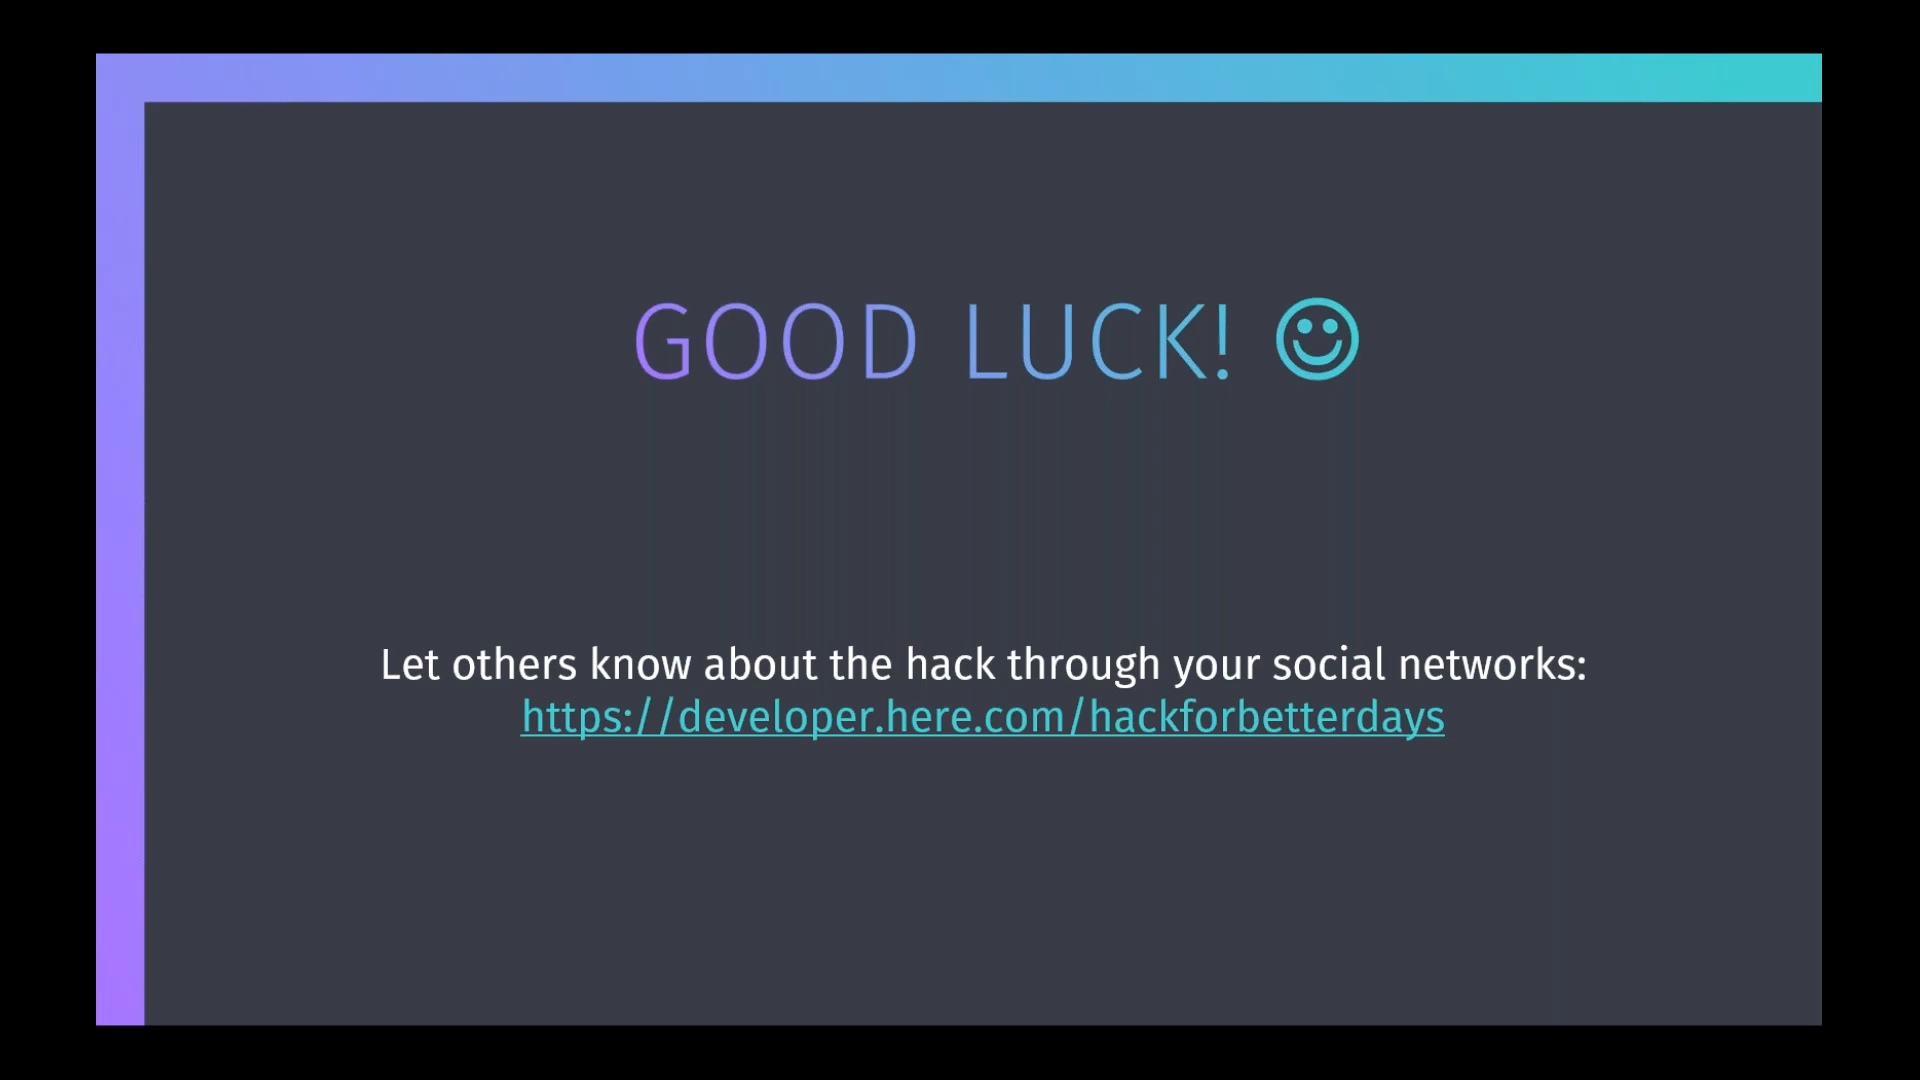 GOOD LUCK! ☺
Let others know about the hack through your social networks:
https://developer.here.com/hackforbetterdays